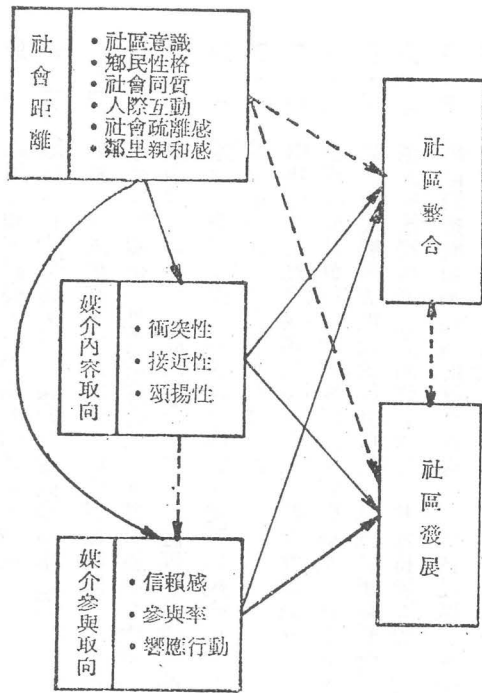 社會距離
• 社區意識
• 鄉民性格
• 社會同質
• 人際互動
• 社會疏離感
• 鄰里親和感
媒介內容取向
• 衝突性
• 接近性
• 頌揚性
媒介參與取向
• 信賴感
• 參與率
• 響應行動
社區整合
社區發展